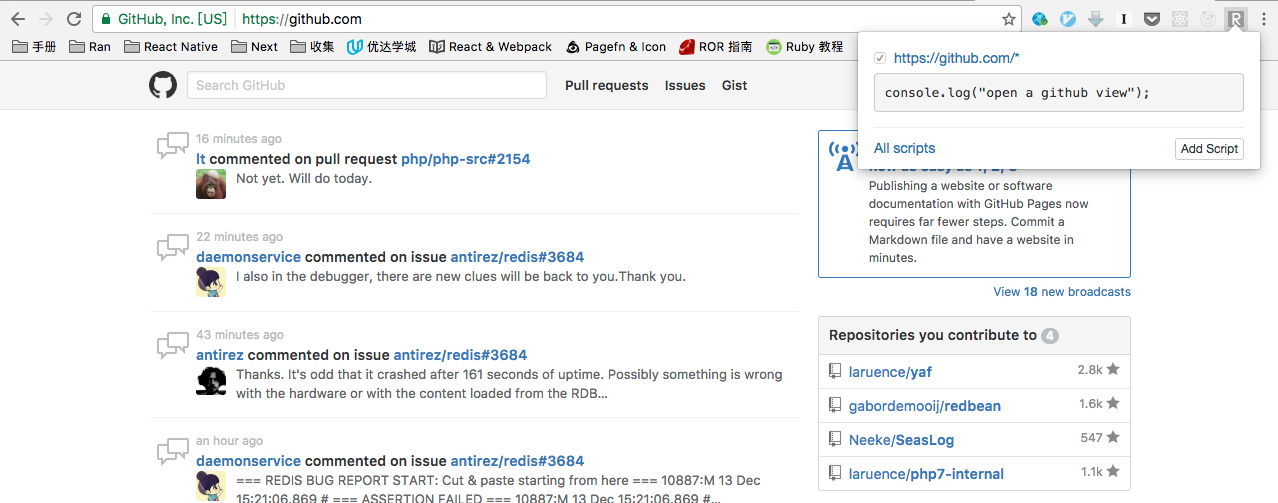 GitHub, Inc. [US] https://github.com
手册 Ran React Native Next 收集 优达学城 React & Webpack Pagefn & Icon ROR 指南 Ruby 教程
https://github.com/*
console.log("open a github view");
All scripts Add Script
Search GitHub Pull requests Issues Gist
16 minutes ago
lt commented on pull request php/php-src#2154
Not yet. Will do today.
22 minutes ago
daemonservice commented on issue antirez/redis#3684
I also in the debugger, there are new clues will be back to you.Thank you.
43 minutes ago
antirez commented on issue antirez/redis#3684
Thanks. It's odd that it crashed after 161 seconds of uptime. Possibly something is wrong
with the hardware or with the content loaded from the RDB...
an hour ago
daemonservice commented on issue antirez/redis#3684
=== REDIS BUG REPORT START: Cut & paste starting from here === 10887:M 13 Dec
15:21:06.869 # === ASSERTION FAILED === 10887:M 13 Dec 15:21:06.869 #...
now as easy as 1, 2, 3
Publishing a website or software
documentation with GitHub Pages now
requires far fewer steps. Commit a
Markdown file and have a website in
minutes.
View 18 new broadcasts
Repositories you contribute to 4
laruence/yaf 2.8k
gabordemooij/redbean 1.6k
Neeke/SeasLog 547
laruence/php7-internal 1.1k